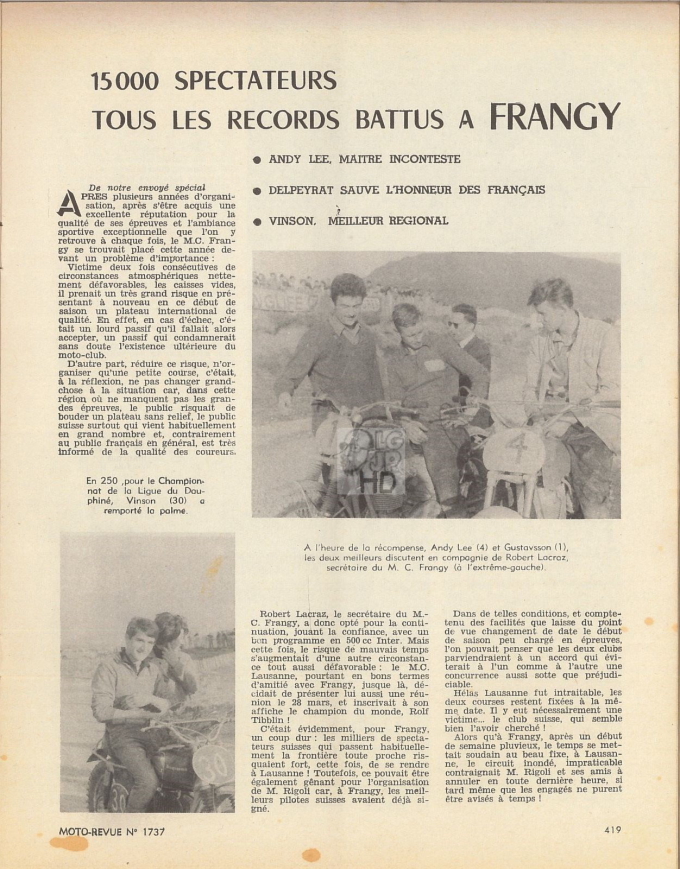 15000 SPECTATEURS
TOUS LES RECORDS BATTUS A FRANGY
● ANDY LEE, MAITRE INCONTESTE
● DELPEYRAT SAUVE L'HONNEUR DES FRANÇAIS
● VINSON, MEILLEUR REGIONAL
De notre envoyé spécial
APRES plusieurs années d'organi-
sation, après s'être acquis une
excellente réputation pour la
qualité de ses épreuves et l'ambiance
sportive exceptionnelle que l'on y
retrouve à chaque fois, le M.C. Fran-
gy se trouvait placé cette année de-
vant un problème d'importance :
Victime deux fois consécutives de
circonstances atmosphériques nette-
ment défavorables, les caisses vides,
il prenait un très grand risque en pré-
sentant à nouveau en ce début de
saison un plateau international de
qualité. En effet, en cas d'échec, c'é-
tait un lourd passif qu'il fallait alors
accepter, un passif qui condamnerait
sans doute l'existence ultérieure du
moto-club.
D'autre part, réduire ce risque, n'or-
ganiser qu'une petite course, c'était,
à la réflexion, ne pas changer grand-
chose à la situation car, dans cette
région où ne manquent pas les gran-
des épreuves, le public risquait de
bouder un plateau sans relief, le public
suisse surtout qui vient habituellement
en grand nombre et, contrairement
au public français en général, est très
informé de la qualité des coureurs.
En 250 ,pour le Champion-
nat de la Ligue du Dau-
phiné, Vinson (30) a
remporté la palme.
4
DLG
JP
HD
A l'heure de la récompense, Andy Lee (4) et Gustavsson (1),
les deux meilleurs discutent en compagnie de Robert Lacraz,
secrétaire du M. C. Frangy (à l'extrême-gauche).
Robert Lacraz, le secrétaire du M.-
C. Frangy, a donc opté pour la conti-
nuation, jouant la confiance, avec un
bon programme en 500 cc Inter. Mais
cette fois, le risque de mauvais temps
s'augmentait d'une autre circonstan-
ce tout aussi défavorable : le M.C.
Lausanne, pourtant en bons termes
d'amitié avec Frangy, jusque là, dé-
cidait de présenter lui aussi une réu-
nion le 28 mars, et inscrivait à son
affiche le champion du monde, Rolf
Tibblin !
C'était évidemment, pour Frangy,
un coup dur : les milliers de specta-
teurs suisses qui passent habituelle-
ment la frontière toute proche ris-
quaient fort, cette fois, de se rendre
à Lausanne ! Toutefois, ce pouvait être
également gênant pour l'organisation
de M. Rigoli car, à Frangy, les meil-
leurs pilotes suisses avaient déjà si-
gné.
Dans de telles conditions, et compte-
tenu des facilités que laisse du point
de vue changement de date le début
de saison peu chargé en épreuves,
l'on pouvait penser que les deux clubs
parviendraient à un accord qui évi-
terait à l'un comme à l'autre une
concurrence aussi sotte que préjudi-
ciable.
Hélas Lausanne fut intraitable, les
deux courses restent fixées à la mê-
me date. Il y eut nécessairement une
victime... le club suisse, qui semble
bien l'avoir cherché !
Alors qu'à Frangy, après un début
de semaine pluvieux, le temps se met-
tait soudain au beau fixe, à Lausan-
ne, le circuit inondé, impraticable
contraignait M. Rigoli et ses amis à
annuler en toute dernière heure, si
tard même que les engagés ne purent
être avisés à temps !
MOTO-REVUE N° 1737
419